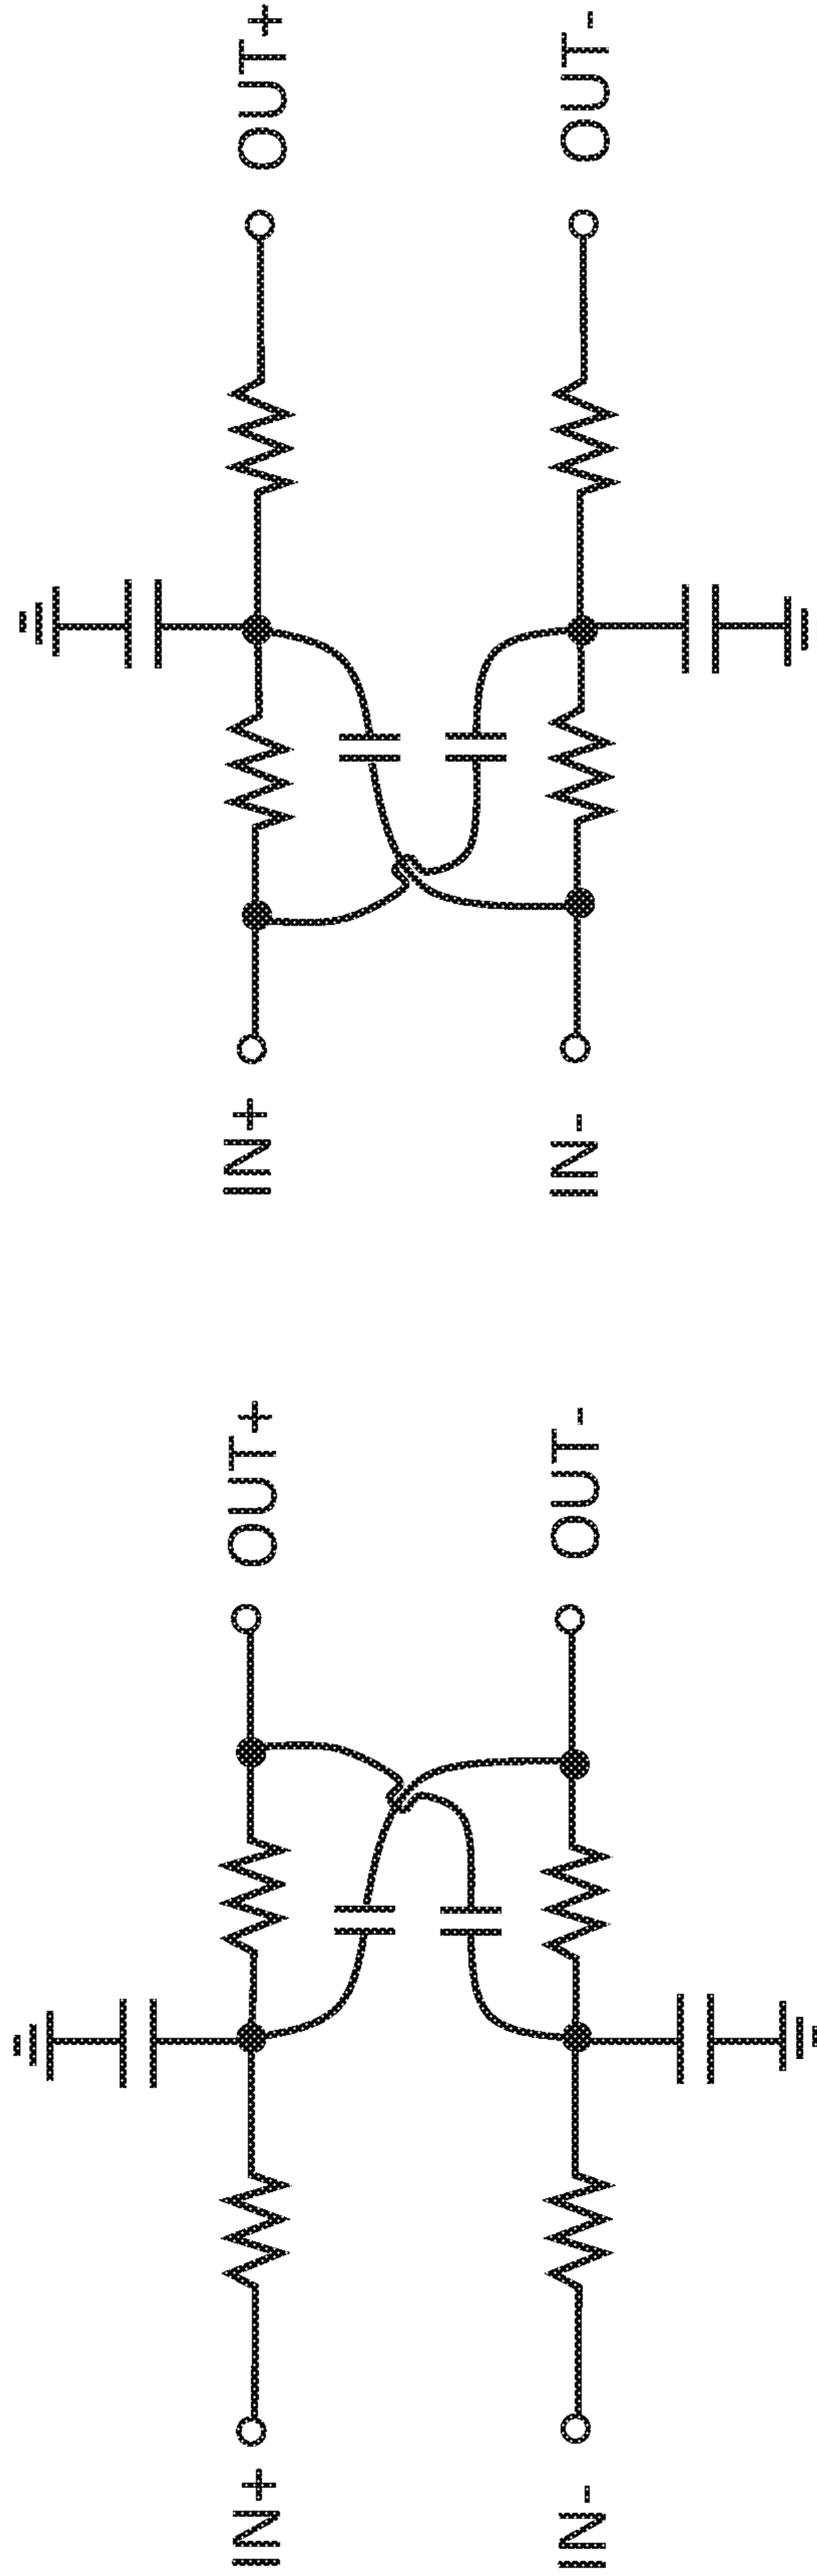 IN+
OUT+
IN-
OUT-
IN+
OUT+
IN-
OUT-